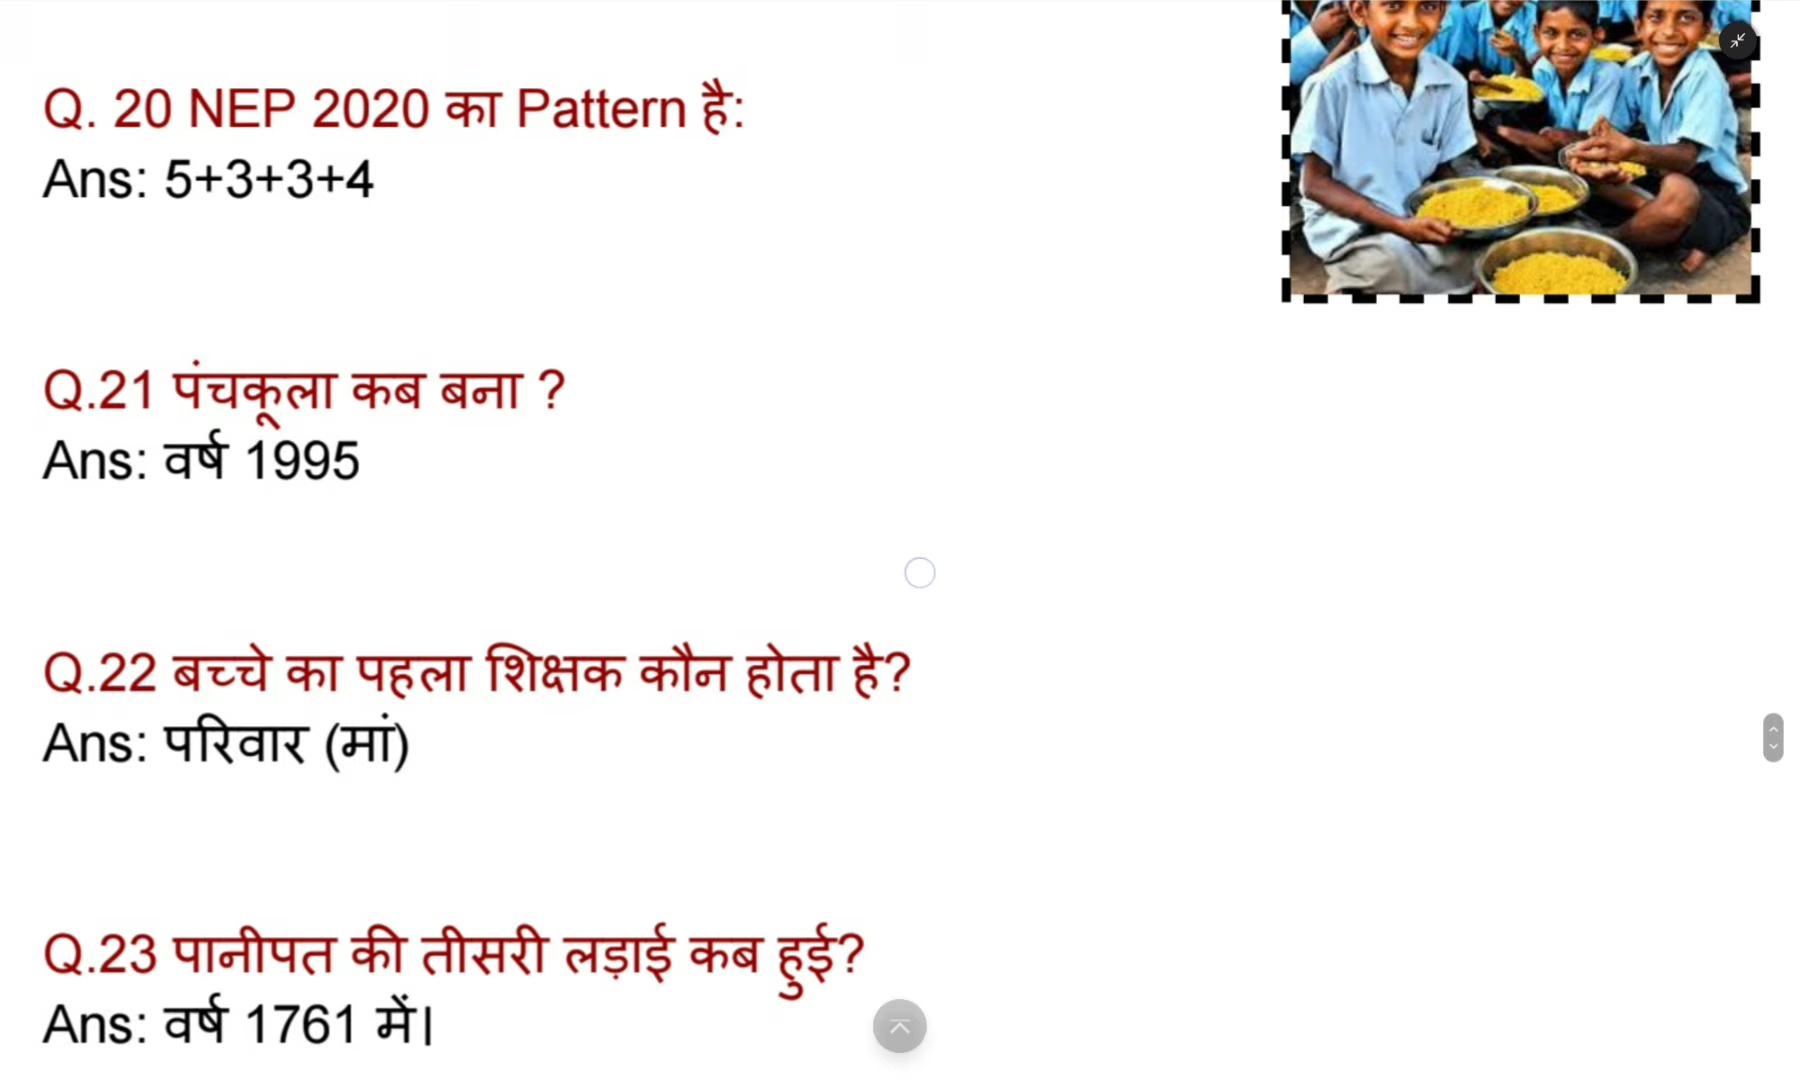 Q. 20 NEP 2020 का Pattern है:
Ans: 5+3+3+4
Q.21 पंचकूला कब बना ?
Ans: वर्ष 1995
Q.22 बच्चे का पहला शिक्षक कौन होता है?
Ans: परिवार (मां)
Q.23 पानीपत की तीसरी लड़ाई कब हुई?
Ans: वर्ष 1761 में।